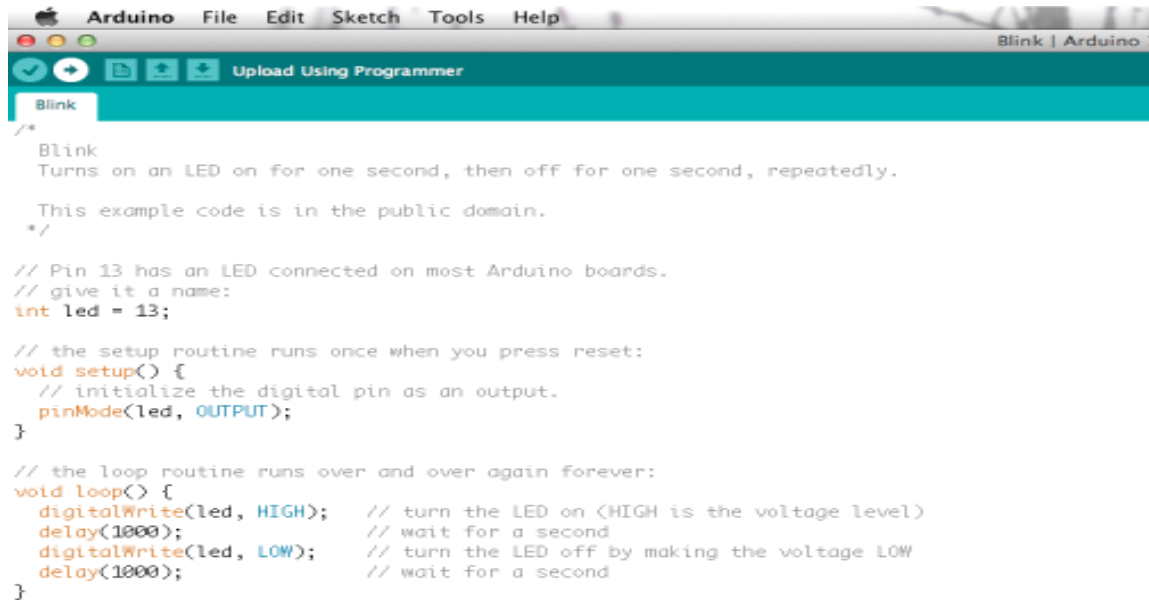 Arduino File Edit Sketch Tools Help
Blink | Arduino
Upload Using Programmer
Blink
/*
  Blink
  Turns on an LED on for one second, then off for one second, repeatedly.

  This example code is in the public domain.
 */

// Pin 13 has an LED connected on most Arduino boards.
// give it a name:
int led = 13;

// the setup routine runs once when you press reset:
void setup() {
  // initialize the digital pin as an output.
  pinMode(led, OUTPUT);
}

// the loop routine runs over and over again forever:
void loop() {
  digitalWrite(led, HIGH);   // turn the LED on (HIGH is the voltage level)
  delay(1000);               // wait for a second
  digitalWrite(led, LOW);    // turn the LED off by making the voltage LOW
  delay(1000);               // wait for a second
}